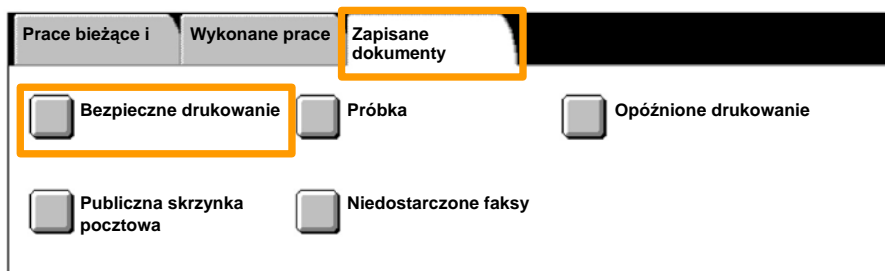 Prace bieżące i
Wykonane prace
Zapisane
dokumenty
Bezpieczne drukowanie
Próbka
Opóźnione drukowanie
Publiczna skrzynka
pocztowa
Niedostarczone faksy